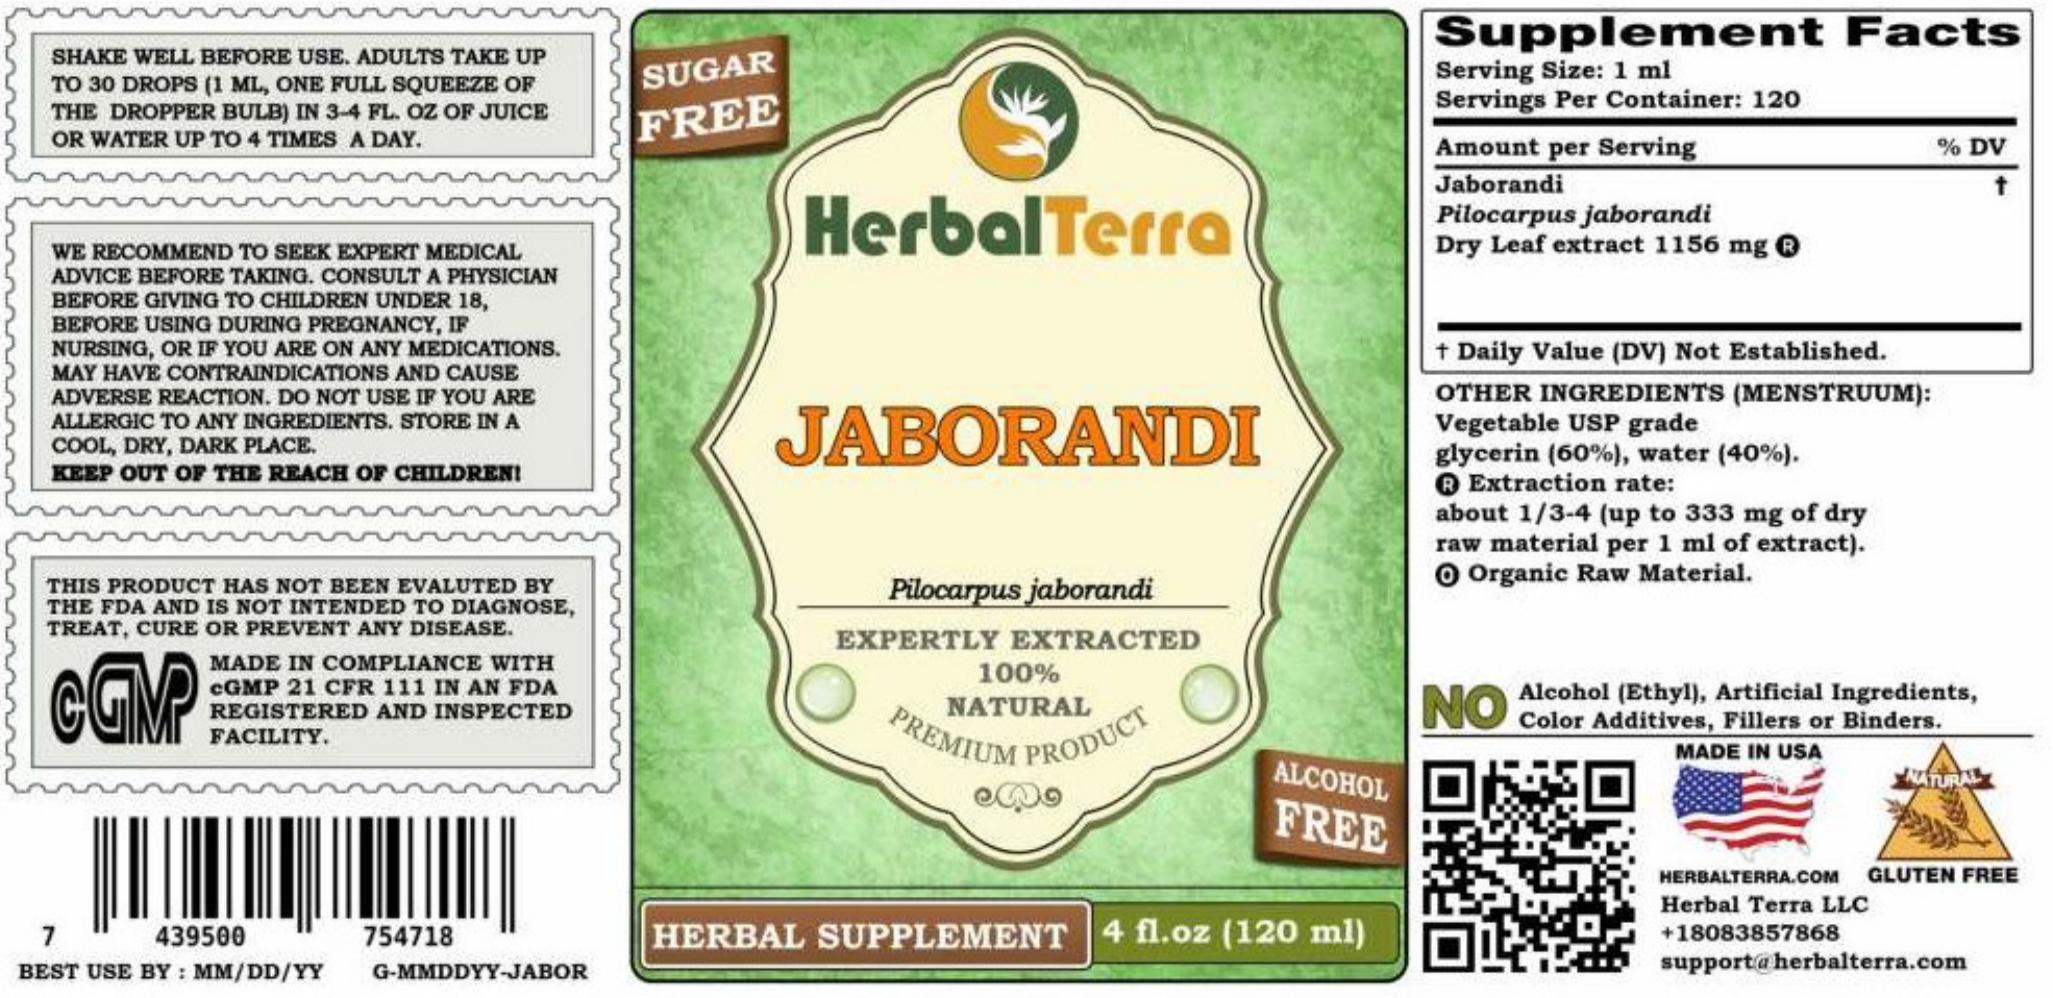 SHAKE WELL BEFORE USE. ADULTS TAKE UP
TO 30 DROPS (1 ML, ONE FULL SQUEEZE OF
THE DROPPER BULB) IN 3-4 FL. OZ OF JUICE
OR WATER UP TO 4 TIMES A DAY.
WE RECOMMEND TO SEEK EXPERT MEDICAL
ADVICE BEFORE TAKING. CONSULT A PHYSICIAN
BEFORE GIVING TO CHILDREN UNDER 18,
BEFORE USING DURING PREGNANCY, IF
NURSING, OR IF YOU ARE ON ANY MEDICATIONS.
MAY HAVE CONTRAINDICATIONS AND CAUSE
ADVERSE REACTION. DO NOT USE IF YOU ARE
ALLERGIC TO ANY INGREDIENTS. STORE IN A
COOL, DRY, DARK PLACE.
KEEP OUT OF THE REACH OF CHILDREN!
THIS PRODUCT HAS NOT BEEN EVALUTED BY
THE FDA AND IS NOT INTENDED TO DIAGNOSE,
TREAT, CURE OR PREVENT ANY DISEASE.
cGMP
MADE IN COMPLIANCE WITH
cGMP 21 CFR 111 IN AN FDA
REGISTERED AND INSPECTED
FACILITY.
7 439500 754718
BEST USE BY : MM/DD/YY G-MMDDYY-JABOR
SUGAR
FREE
HerbalTerra
JABORANDI
Pilocarpus jaborandi
EXPERTLY EXTRACTED
100%
NATURAL
PREMIUM PRODUCT
ALCOHOL
FREE
HERBAL SUPPLEMENT
4 fl.oz (120 ml)
Supplement Facts
Serving Size: 1 ml
Servings Per Container: 120
Amount per Serving % DV
Jaborandi †
Pilocarpus jaborandi
Dry Leaf extract 1156 mg Ⓡ
† Daily Value (DV) Not Established.
OTHER INGREDIENTS (MENSTRUUM):
Vegetable USP grade
glycerin (60%), water (40%).
Ⓡ Extraction rate:
about 1/3-4 (up to 333 mg of dry
raw material per 1 ml of extract).
Ⓞ Organic Raw Material.
NO Alcohol (Ethyl), Artificial Ingredients,
Color Additives, Fillers or Binders.
MADE IN USA
NATURAL
HERBALTERRA.COM
GLUTEN FREE
Herbal Terra LLC
+18083857868
support@herbalterra.com